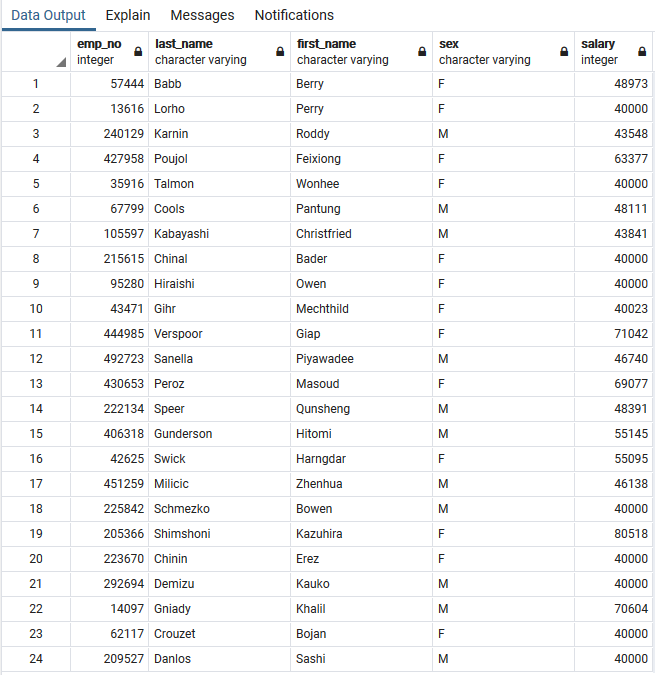 Data Output Explain Messages Notifications
emp_no last_name first_name sex salary
integer character varying character varying character varying integer
1 57444 Babb Berry F 48973
2 13616 Lorho Perry F 40000
3 240129 Karnin Roddy M 43548
4 427958 Poujol Feixiong F 63377
5 35916 Talmon Wonhee F 40000
6 67799 Cools Pantung M 48111
7 105597 Kabayashi Christfried M 43841
8 215615 Chinal Bader F 40000
9 95280 Hiraishi Owen F 40000
10 43471 Gihr Mechthild F 40023
11 444985 Verspoor Giap F 71042
12 492723 Sanella Piyawadee M 46740
13 430653 Peroz Masoud F 69077
14 222134 Speer Qunsheng M 48391
15 406318 Gunderson Hitomi M 55145
16 42625 Swick Harngdar F 55095
17 451259 Milicic Zhenhua M 46138
18 225842 Schmezko Bowen M 40000
19 205366 Shimshoni Kazuhira F 80518
20 223670 Chinin Erez F 40000
21 292694 Demizu Kauko M 40000
22 14097 Gniady Khalil M 70604
23 62117 Crouzet Bojan F 40000
24 209527 Danlos Sashi M 40000